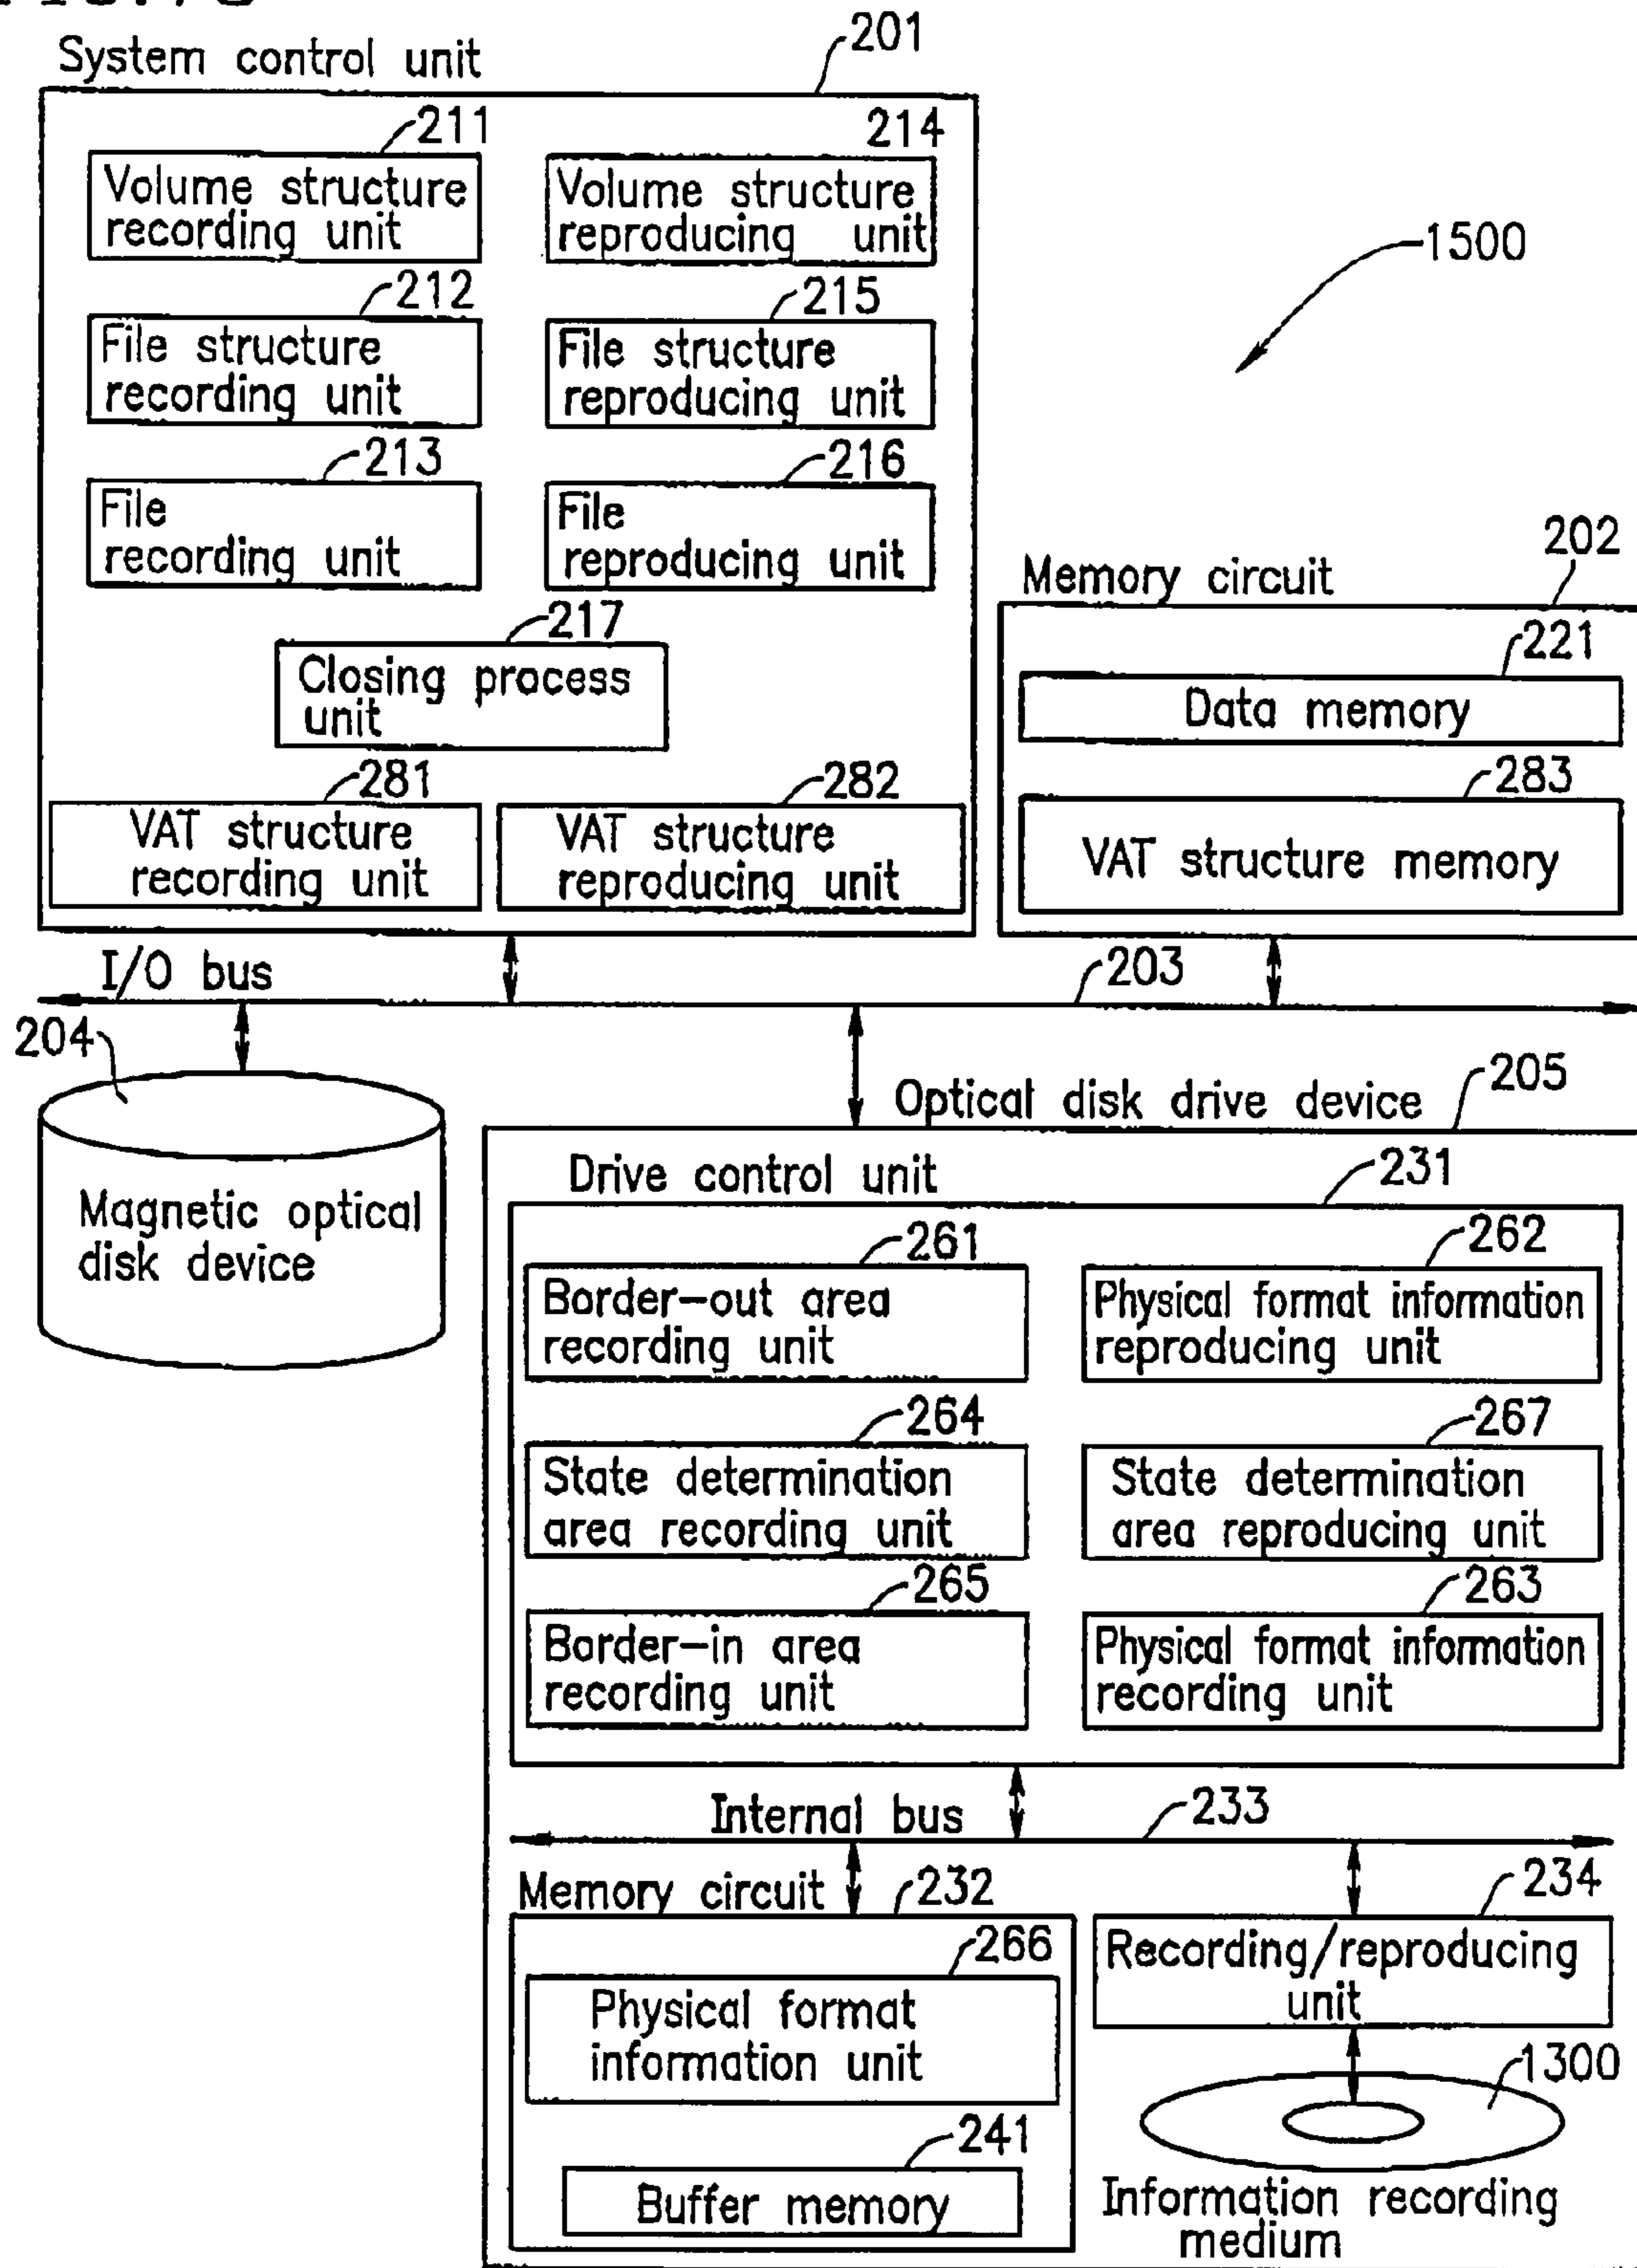 System control unit
201
211
214
Volume structure
recording unit
Volume structure
reproducing unit
1500
212
215
File structure
recording unit
File structure
reproducing unit
213
216
File
recording unit
File
reproducing unit
202
Memory circuit
217
Closing process
unit
221
Data memory
281
282
283
VAT structure
recording unit
VAT structure
reproducing unit
VAT structure memory
I/O bus
203
204
Magnetic optical
disk device
205
Optical disk drive device
Drive control unit
231
261
262
Border-out area
recording unit
Physical format information
reproducing unit
264
267
State determination
area recording unit
State determination
area reproducing unit
265
263
Border-in area
recording unit
Physical format information
recording unit
Internal bus
233
Memory circuit
232
234
266
Physical format
information unit
Recording/reproducing
unit
1300
241
Buffer memory
Information recording
medium